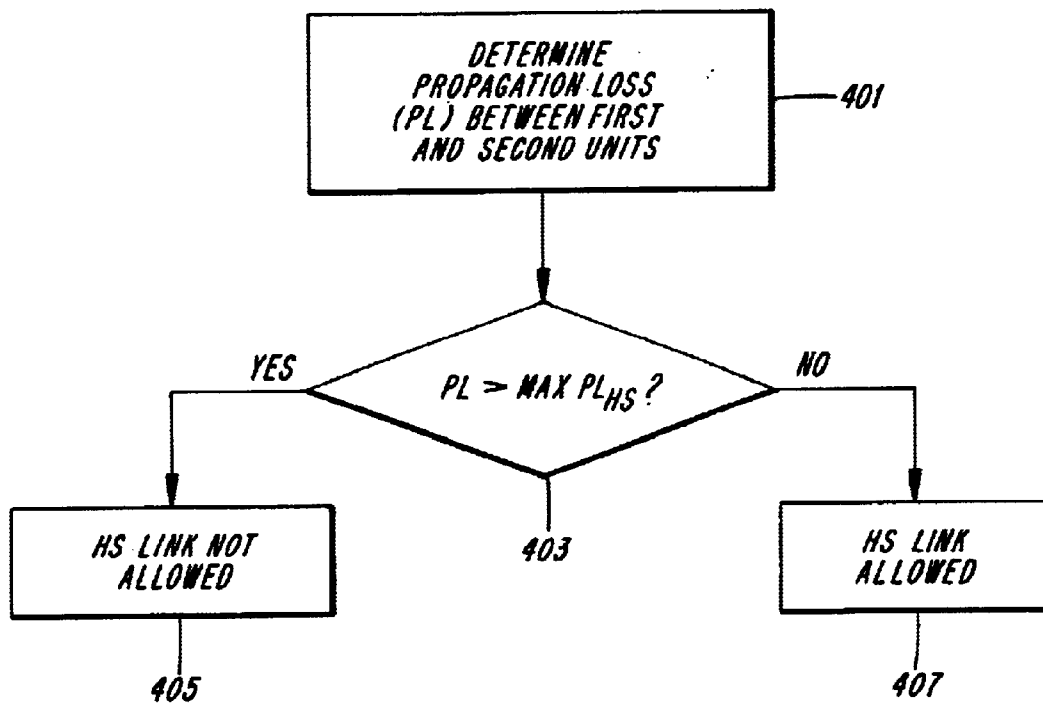 DETERMINE
PROPAGATION LOSS
(PL) BETWEEN FIRST
AND SECOND UNITS
401
YES
PL > MAX PL_HS ?
NO
403
HS LINK NOT
ALLOWED
HS LINK
ALLOWED
405
407